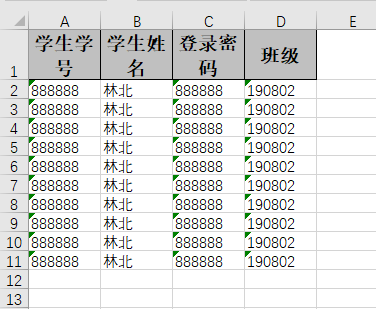 A B C D E
1 学生学号 学生姓名 登录密码 班级
2 888888 林北 888888 190802
3 888888 林北 888888 190802
4 888888 林北 888888 190802
5 888888 林北 888888 190802
6 888888 林北 888888 190802
7 888888 林北 888888 190802
8 888888 林北 888888 190802
9 888888 林北 888888 190802
10 888888 林北 888888 190802
11 888888 林北 888888 190802
12
13